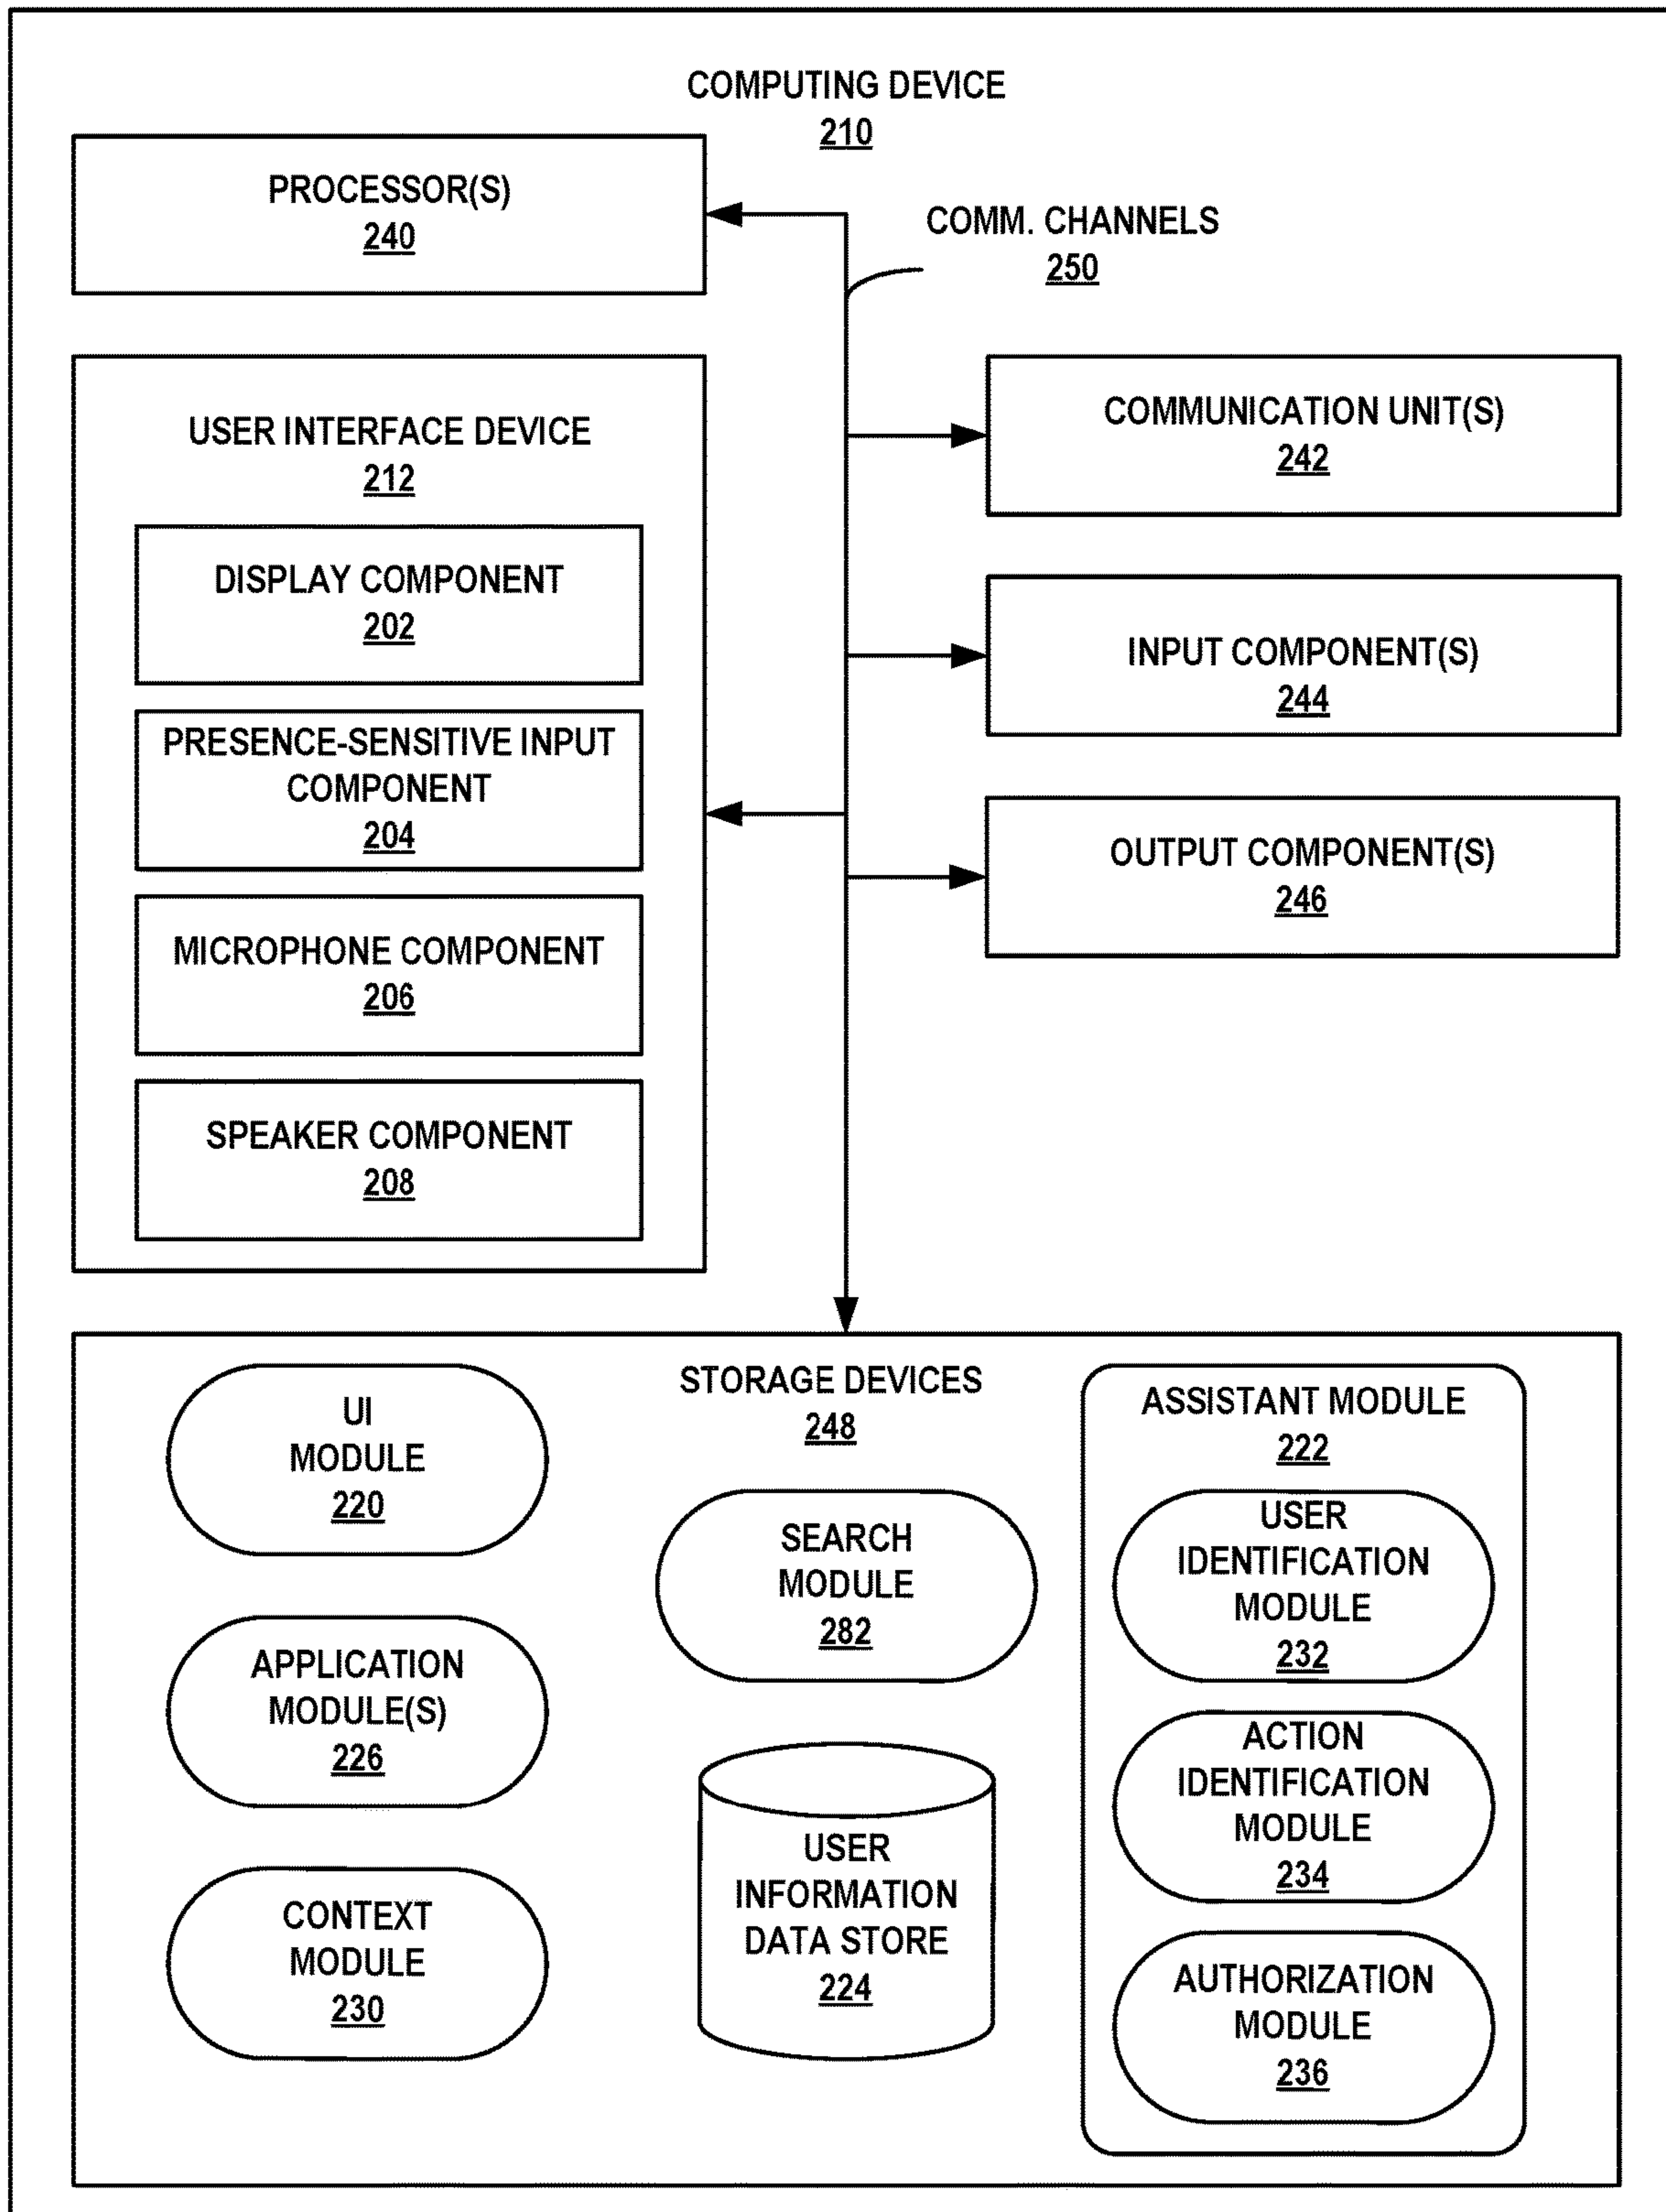 COMPUTING DEVICE
210
PROCESSOR(S)
240
COMM. CHANNELS
250
USER INTERFACE DEVICE
212
DISPLAY COMPONENT
202
PRESENCE-SENSITIVE INPUT
COMPONENT
204
MICROPHONE COMPONENT
206
SPEAKER COMPONENT
208
COMMUNICATION UNIT(S)
242
INPUT COMPONENT(S)
244
OUTPUT COMPONENT(S)
246
STORAGE DEVICES
248
UI
MODULE
220
APPLICATION
MODULE(S)
226
CONTEXT
MODULE
230
SEARCH
MODULE
282
USER
INFORMATION
DATA STORE
224
ASSISTANT MODULE
222
USER
IDENTIFICATION
MODULE
232
ACTION
IDENTIFICATION
MODULE
234
AUTHORIZATION
MODULE
236